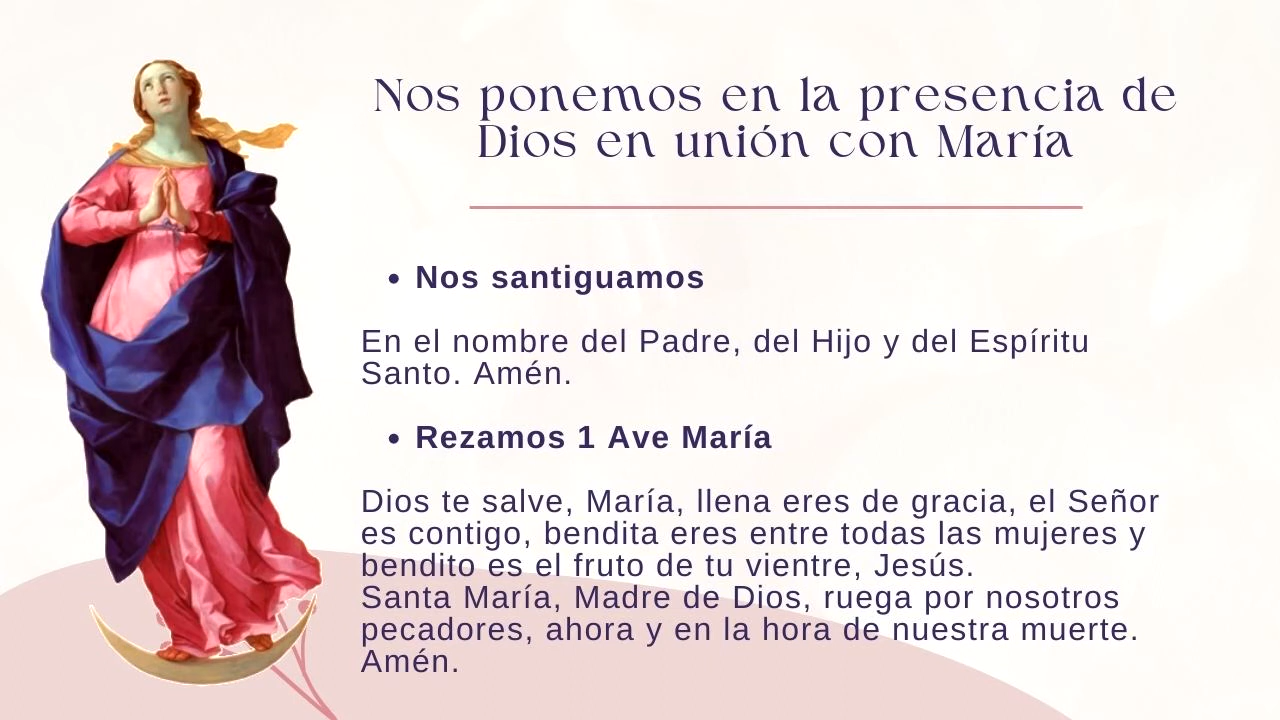 Nos ponemos en la presencia de
Dios en unión con María
• Nos santiguamos
En el nombre del Padre, del Hijo y del Espíritu
Santo. Amén.
• Rezamos 1 Ave María
Dios te salve, María, llena eres de gracia, el Señor
es contigo, bendita eres entre todas las mujeres y
bendito es el fruto de tu vientre, Jesús.
Santa María, Madre de Dios, ruega por nosotros
pecadores, ahora y en la hora de nuestra muerte.
Amén.